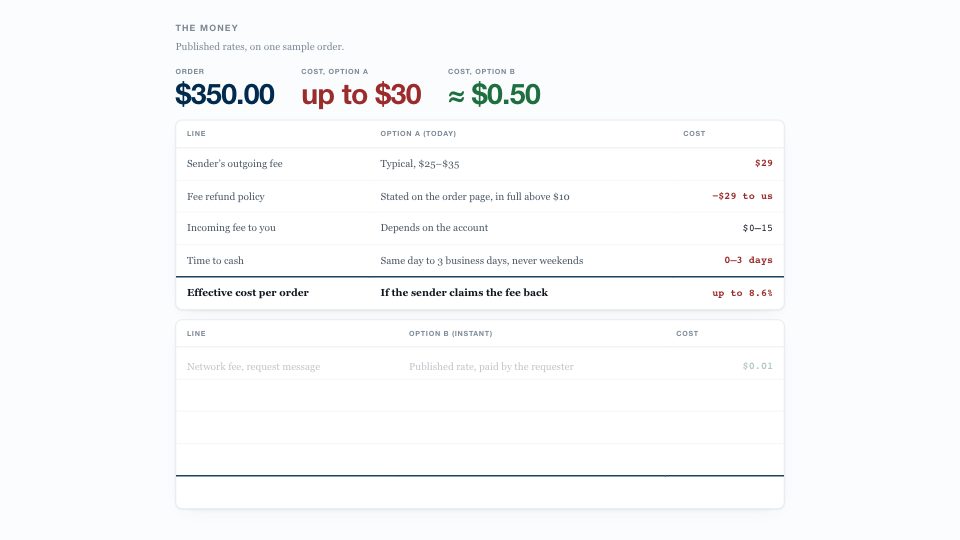 THE MONEY
Published rates, on one sample order.
ORDER COST, OPTION A COST, OPTION B
$350.00 up to $30 ≈ $0.50
LINE OPTION A (TODAY) COST
Sender's outgoing fee Typical, $25–$35 $29
Fee refund policy Stated on the order page, in full above $10 −$29 to us
Incoming fee to you Depends on the account $0–15
Time to cash Same day to 3 business days, never weekends 0–3 days
Effective cost per order If the sender claims the fee back up to 8.6%
LINE OPTION B (INSTANT) COST
Network fee, request message Published rate, paid by the requester $0.01